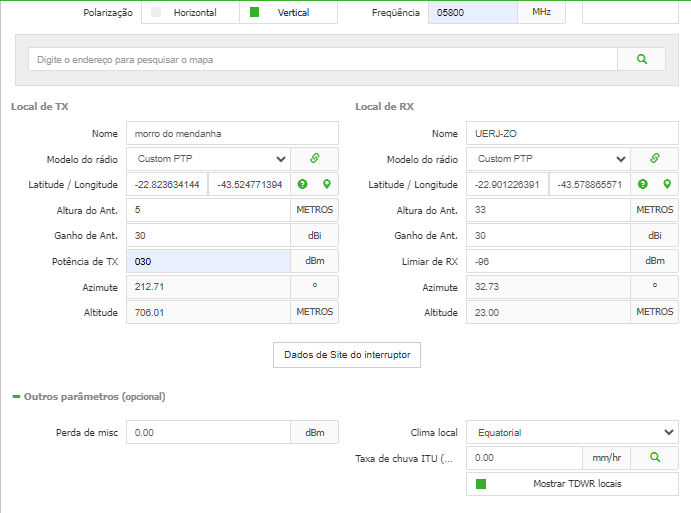 Polarização Horizontal Vertical Freqüência 05800 MHz
Digite o endereço para pesquisar o mapa
Local de TX Local de RX
Nome morro do mendanha Nome UERJ-ZO
Modelo do rádio Custom PTP Modelo do rádio Custom PTP
Latitude / Longitude -22.823634144 -43.524771394 Latitude / Longitude -22.901226391 -43.578865571
Altura do Ant. 5 METROS Altura do Ant. 33 METROS
Ganho de Ant. 30 dBi Ganho de Ant. 30 dBi
Potência de TX 030 dBm Limiar de RX -96 dBm
Azimute 212.71 º Azimute 32.73 º
Altitude 706.01 METROS Altitude 23.00 METROS
Dados de Site do interruptor
Outros parâmetros (opcional)
Perda de misc 0.00 dBm Clima local Equatorial
Taxa de chuva ITU (... 0.00 mm/hr
Mostrar TDWR locais